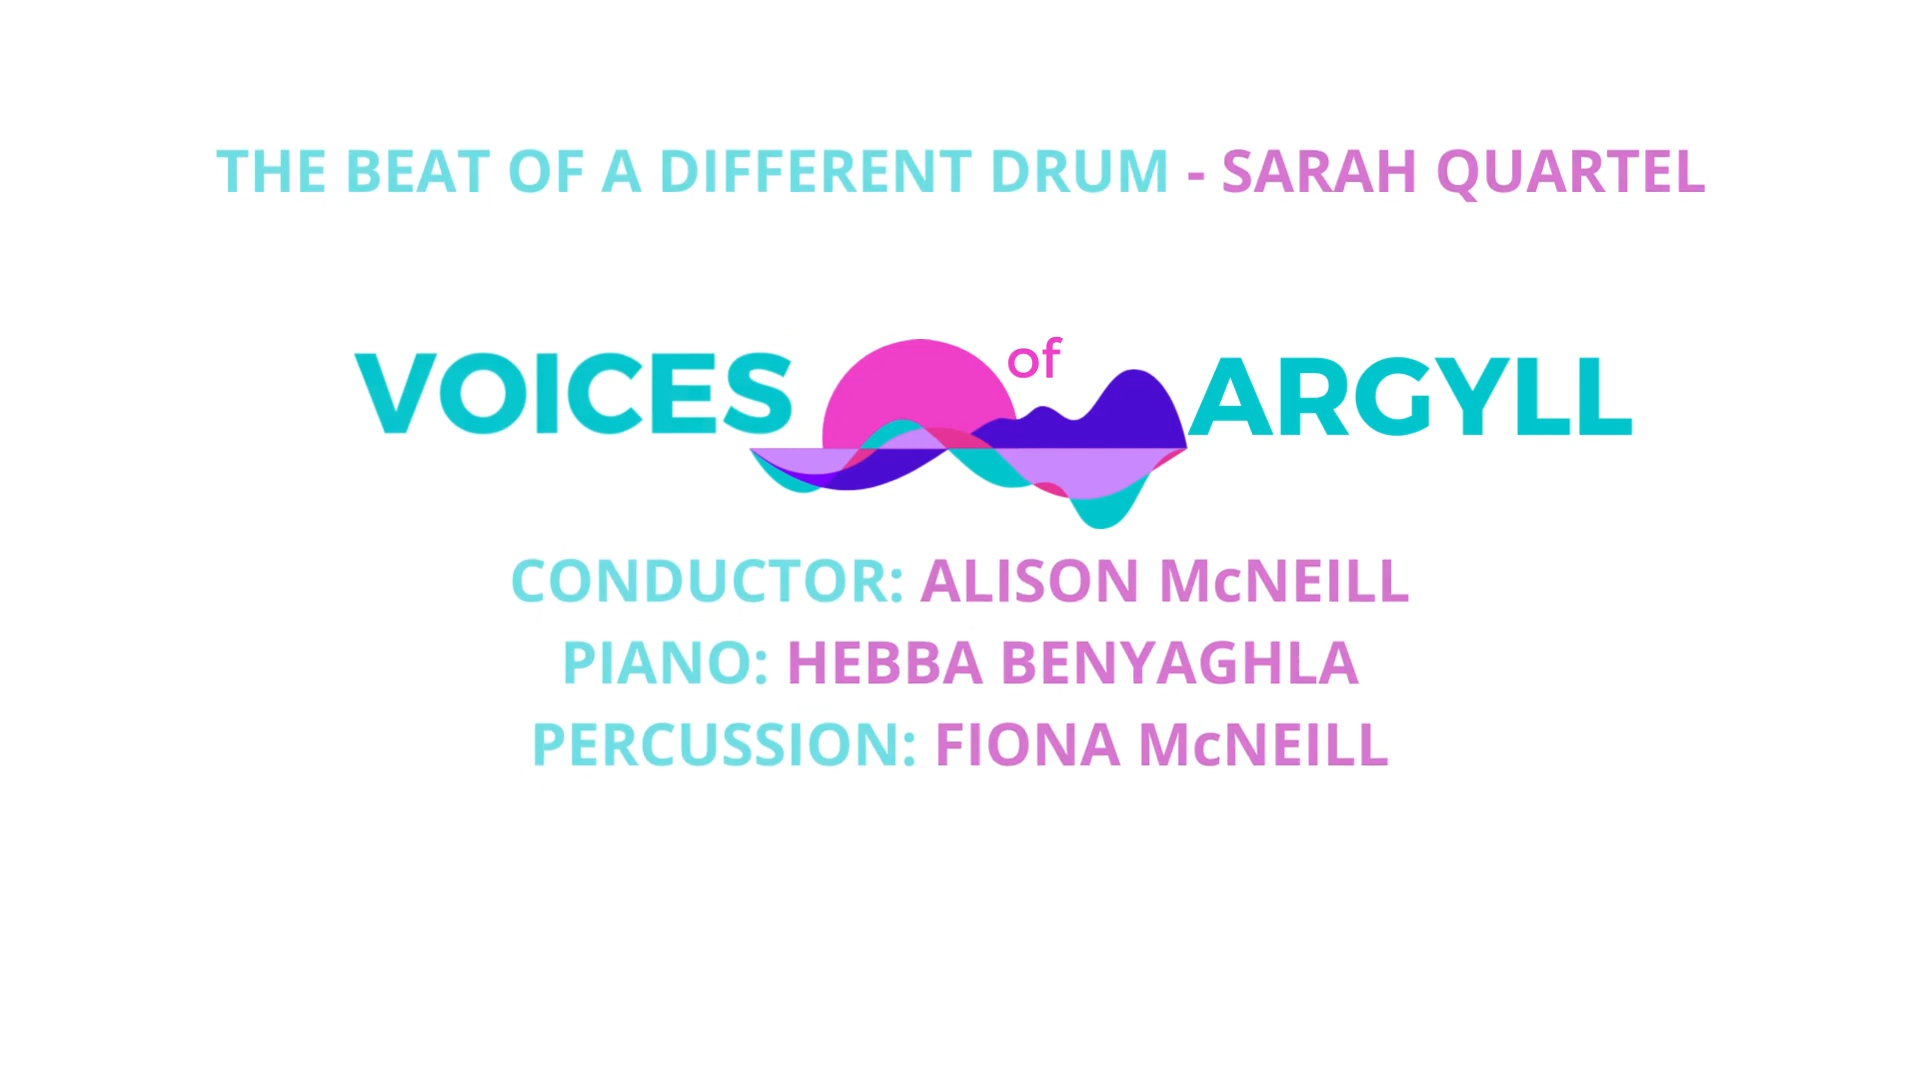 THE BEAT OF A DIFFERENT DRUM - SARAH QUARTEL
VOICES of ARGYLL
CONDUCTOR: ALISON McNEILL
PIANO: HEBBA BENYAGHLA
PERCUSSION: FIONA McNEILL